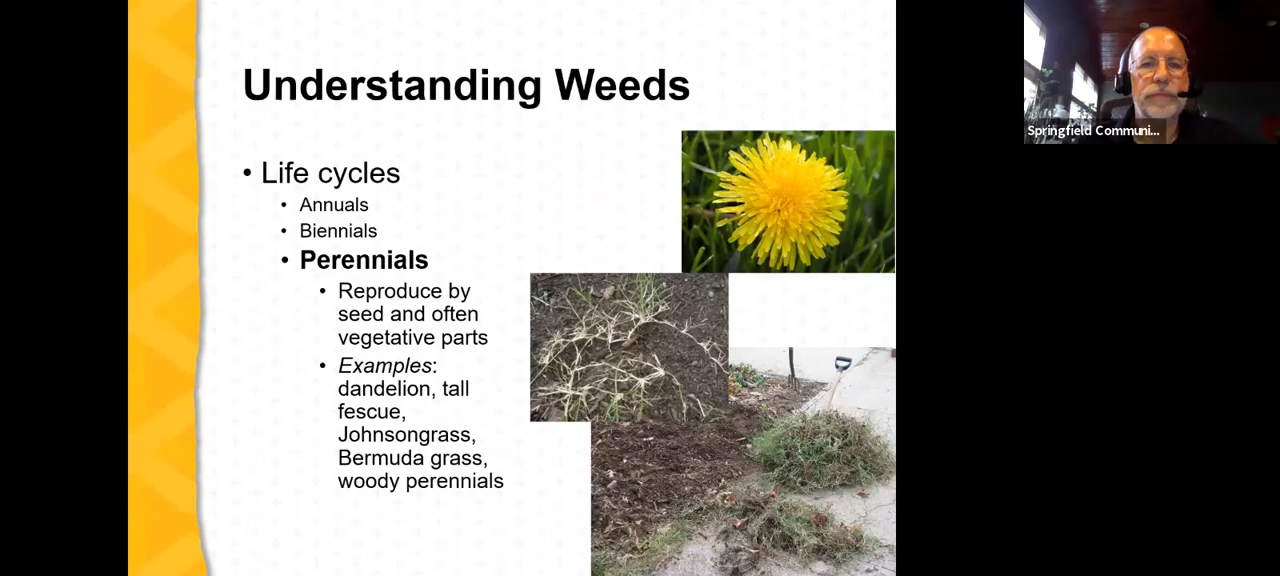 Understanding Weeds
• Life cycles
• Annuals
• Biennials
• Perennials
• Reproduce by
seed and often
vegetative parts
• Examples:
dandelion, tall
fescue,
Johnsongrass,
Bermuda grass,
woody perennials
Springfield Communi...